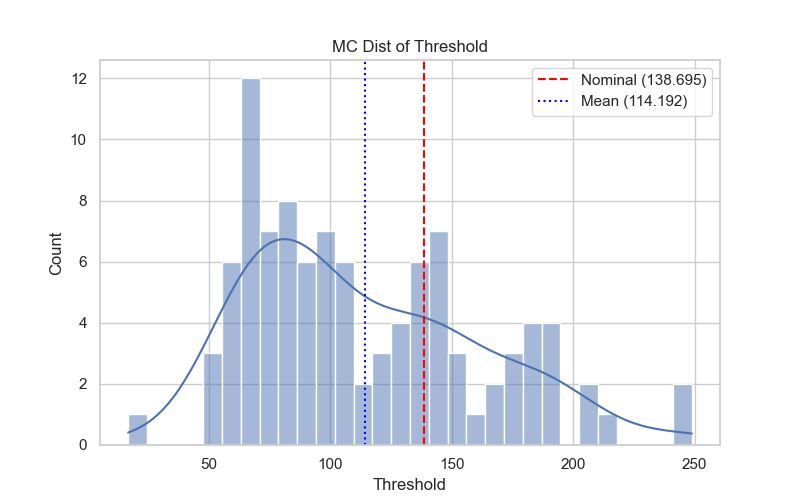 MC Dist of Threshold
Nominal (138.695)
Mean (114.192)
Count
12
10
8
6
4
2
0
50
100
150
200
250
Threshold